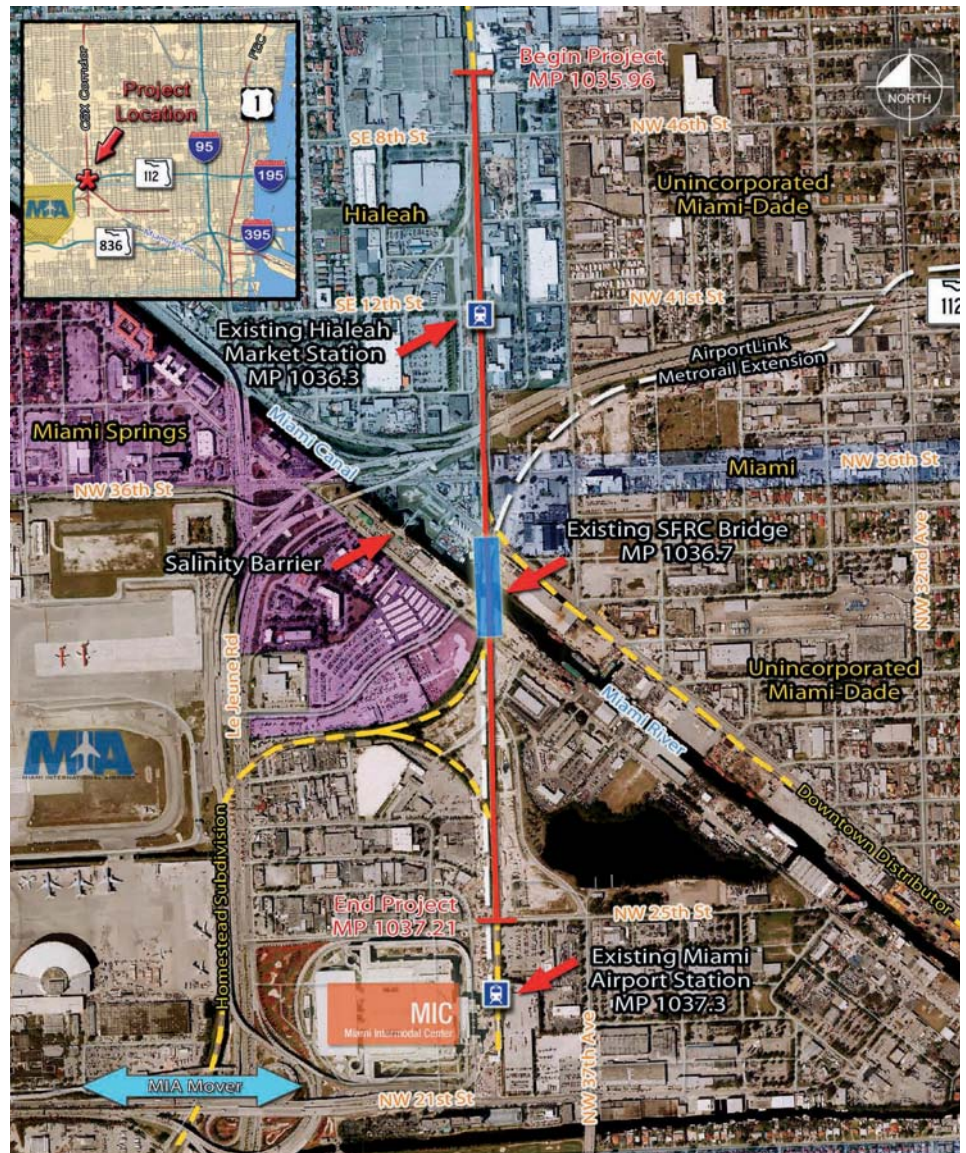 CSX Corridor
FEC
Project
Location
1
95
112
195
MIA
836
Miami River
395
Begin Project
MP 1035.96
NORTH
SE 8th St
NW 46th St
Hialeah
Unincorporated
Miami-Dade
SE 12th St
NW 41st St
112
Existing Hialeah
Market Station
MP 1036.3
AirportLink
Metrorail Extension
Miami Springs
Miami Canal
Miami
NW 36th St
NW 36th St
Existing SFRC Bridge
MP 1036.7
Salinity Barrier
NW 32nd Ave
Le Jeune Rd
Unincorporated
Miami-Dade
Miami River
MIA
MIAMI INTERNATIONAL AIRPORT
Downtown Distributor
Homestead Subdivision
End Project
MP 1037.21
NW 25th St
Existing Miami
Airport Station
MP 1037.3
MIC
Miami Intermodal Center
MIA Mover
NW 21st St
NW 37th Ave